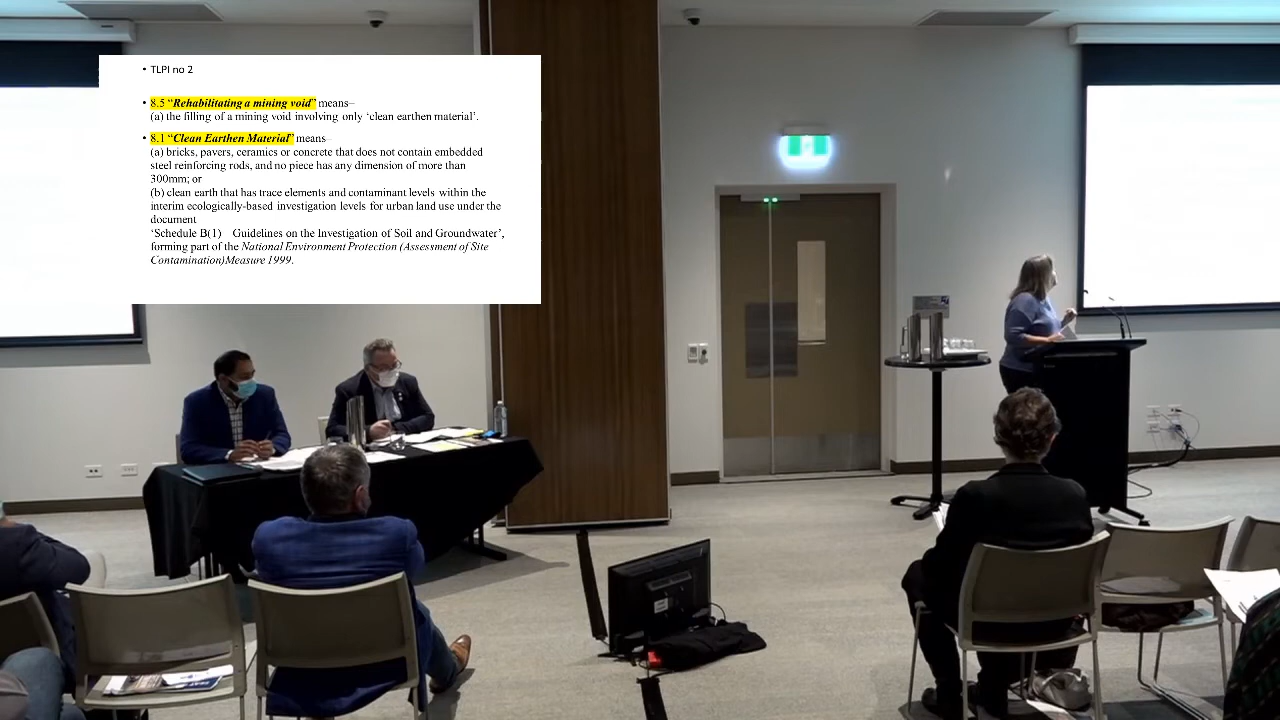 • TLPI no 2
• 8.5 “Rehabilitating a mining void” means–
(a) the filling of a mining void involving only ‘clean earthen material’.
• 8.1 “Clean Earthen Material” means–
(a) bricks, pavers, ceramics or concrete that does not contain embedded
steel reinforcing rods, and no piece has any dimension of more than
300mm; or
(b) clean earth that has trace elements and contaminant levels within the
interim ecologically-based investigation levels for urban land use under the
document
‘Schedule B(1) Guidelines on the Investigation of Soil and Groundwater’,
forming part of the National Environment Protection (Assessment of Site
Contamination)Measure 1999.